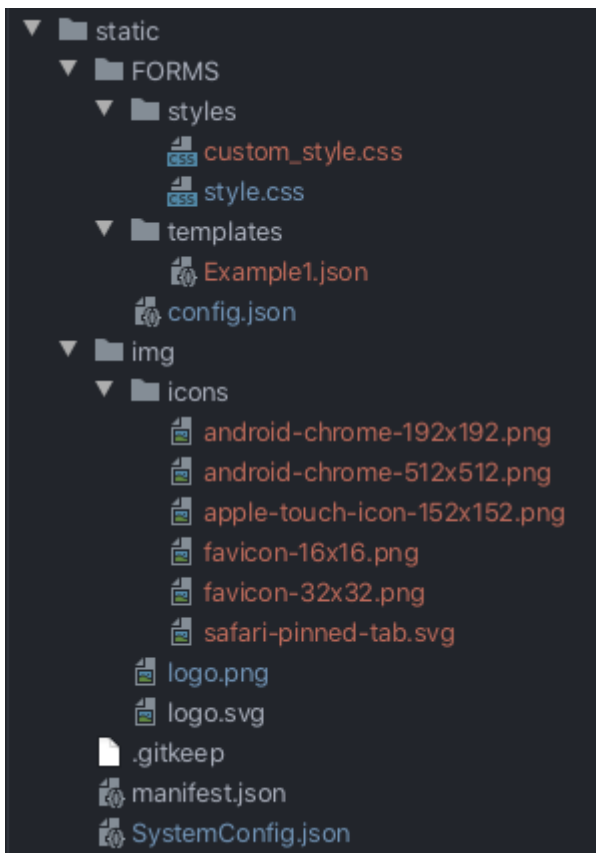 static
FORMS
styles
custom_style.css
style.css
templates
Example1.json
config.json
img
icons
android-chrome-192x192.png
android-chrome-512x512.png
apple-touch-icon-152x152.png
favicon-16x16.png
favicon-32x32.png
safari-pinned-tab.svg
logo.png
logo.svg
.gitkeep
manifest.json
SystemConfig.json